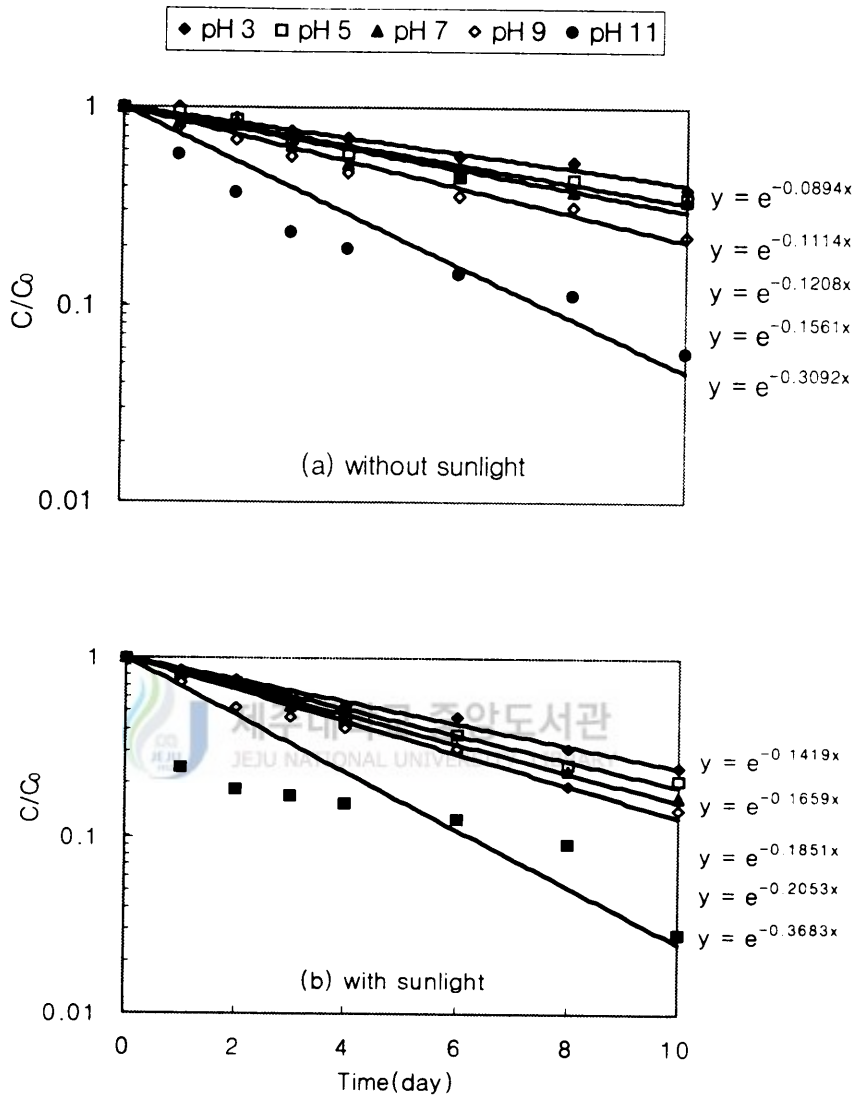 ◆ pH 3 □ pH 5 ▲ pH 7 ◇ pH 9 ● pH 11
1
0.1
0.01
C/C₀
y = e^-0.0894x
y = e^-0.1114x
y = e^-0.1208x
y = e^-0.1561x
y = e^-0.3092x
(a) without sunlight
1
0.1
0.01
C/C₀
제주대학교 중앙도서관
JEJU NATIONAL UNIVERSITY LIBRARY
JEJU
y = e^-0.1419x
y = e^-0.1659x
y = e^-0.1851x
y = e^-0.2053x
y = e^-0.3683x
(b) with sunlight
0 2 4 6 8 10
Time(day)